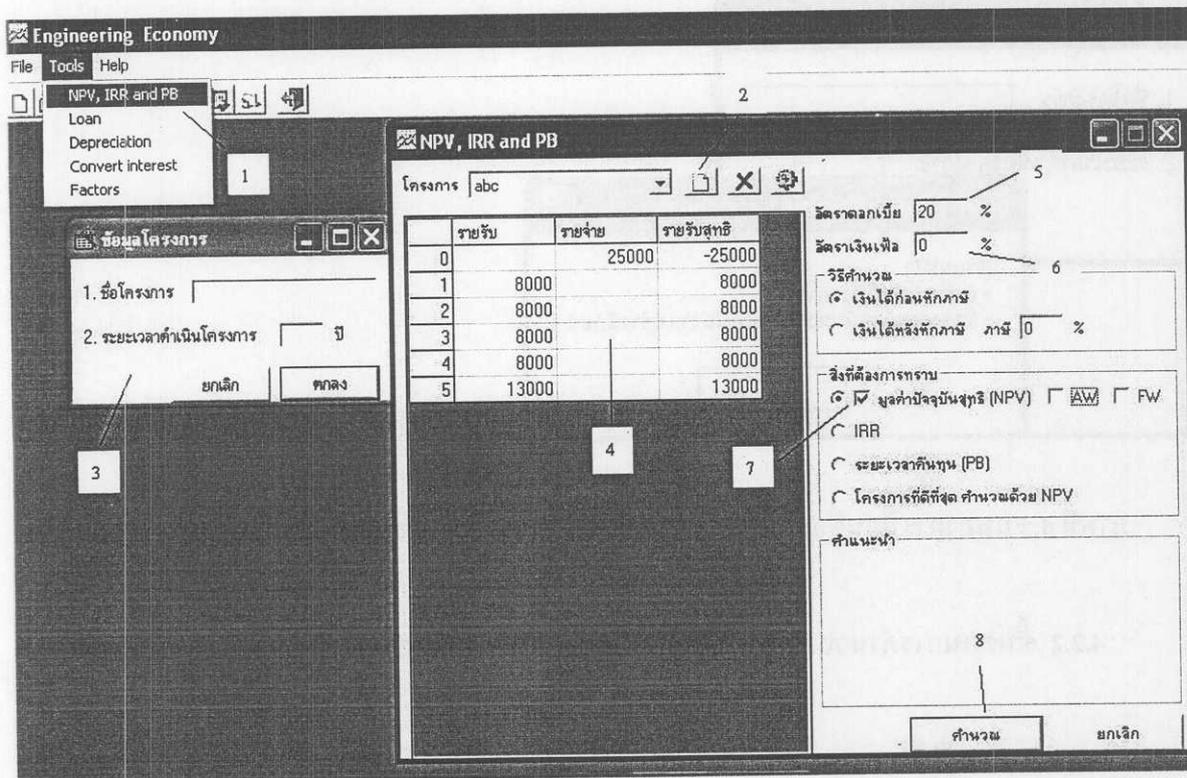 Engineering Economy
File Tools Help
NPV, IRR and PB
Loan
Depreciation
Convert interest
Factors
1
2
NPV, IRR and PB
โครงการ abc
รายรับ รายจ่าย รายรับสุทธิ
0 25000 -25000
1 8000 8000
2 8000 8000
3 8000 8000
4 8000 8000
5 13000 13000
4
7
ข้อมูลโครงการ
1. ชื่อโครงการ
2. ระยะเวลาดำเนินโครงการ ปี
ยกเลิก ตกลง
3
5
อัตราดอกเบี้ย 20 %
อัตราเงินเฟ้อ 0 %
6
วิธีคำนวณ
เงินได้ก่อนหักภาษี
เงินได้หลังหักภาษี ภาษี 0 %
สิ่งที่ต้องการทราบ
มูลค่าปัจจุบันสุทธิ (NPV) AW FW
IRR
ระยะเวลาคืนทุน (PB)
โครงการที่ดีที่สุด คำนวณด้วย NPV
คำแนะนำ
8
คำนวณ ยกเลิก